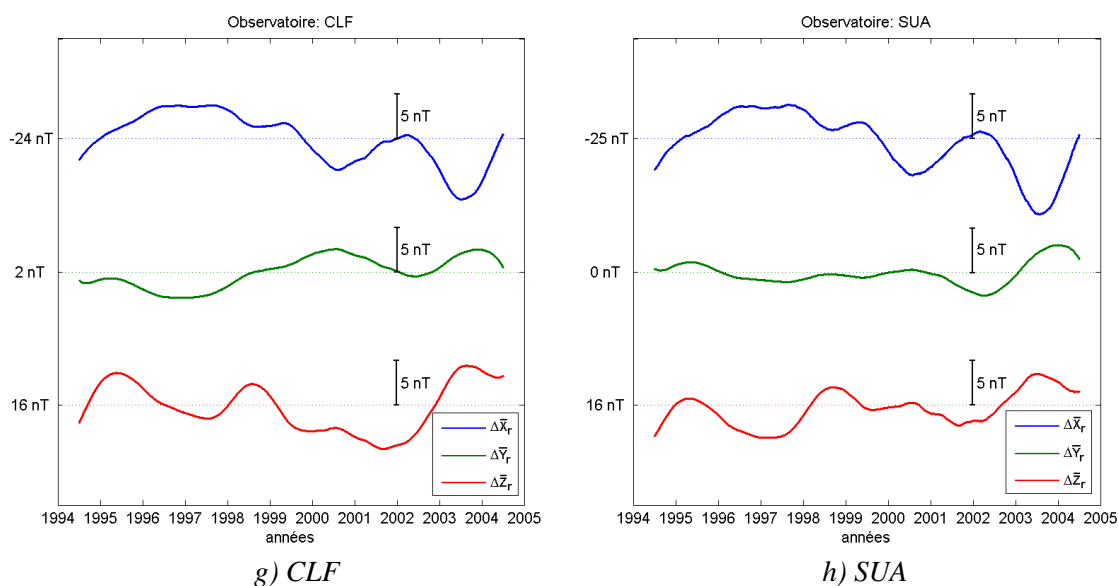 Observatoire: CLF
-24 nT
5 nT
2 nT
5 nT
16 nT
5 nT
ΔX̄r
ΔȲr
ΔZ̄r
1994 1995 1996 1997 1998 1999 2000 2001 2002 2003 2004 2005
années
g) CLF
Observatoire: SUA
-25 nT
5 nT
0 nT
5 nT
16 nT
5 nT
ΔX̄r
ΔȲr
ΔZ̄r
1994 1995 1996 1997 1998 1999 2000 2001 2002 2003 2004 2005
années
h) SUA